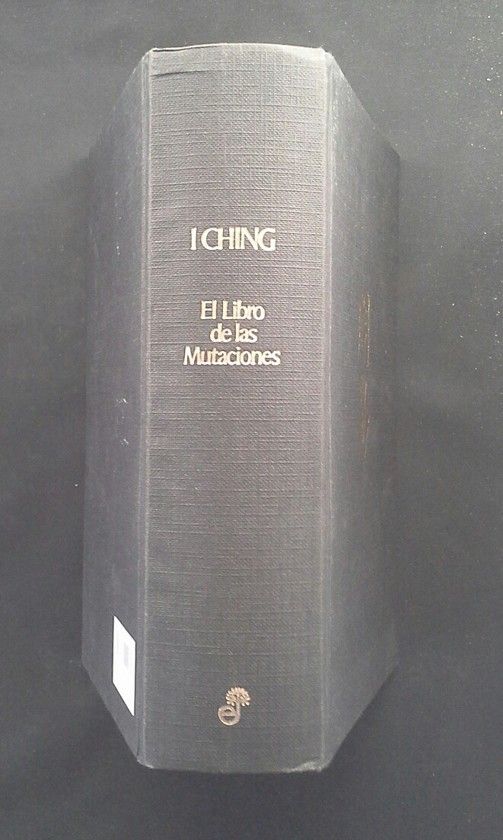 I CHING
El Libro
de las
Mutaciones
e